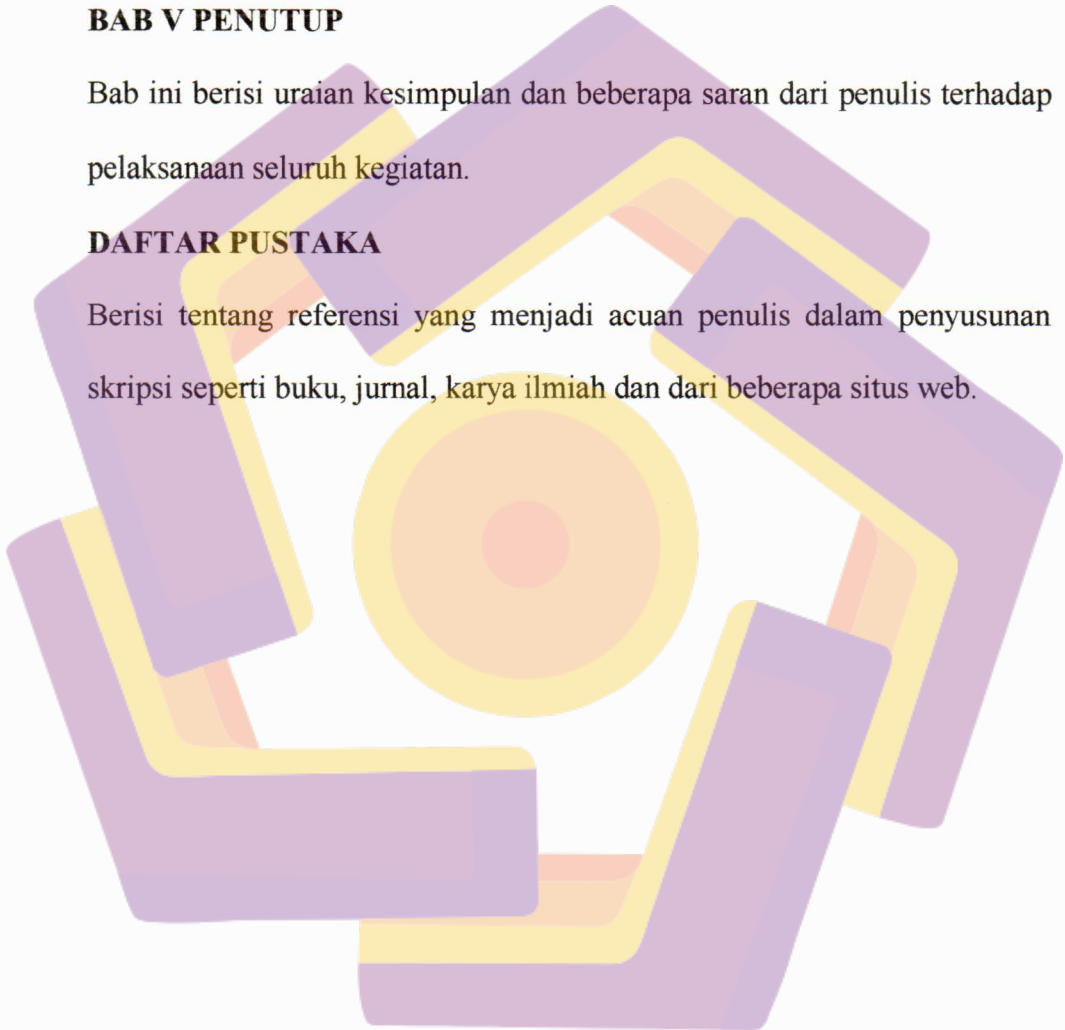 BAB V PENUTUP
Bab ini berisi uraian kesimpulan dan beberapa saran dari penulis terhadap
pelaksanaan seluruh kegiatan.
DAFTAR PUSTAKA
Berisi tentang referensi yang menjadi acuan penulis dalam penyusunan
skripsi seperti buku, jurnal, karya ilmiah dan dari beberapa situs web.